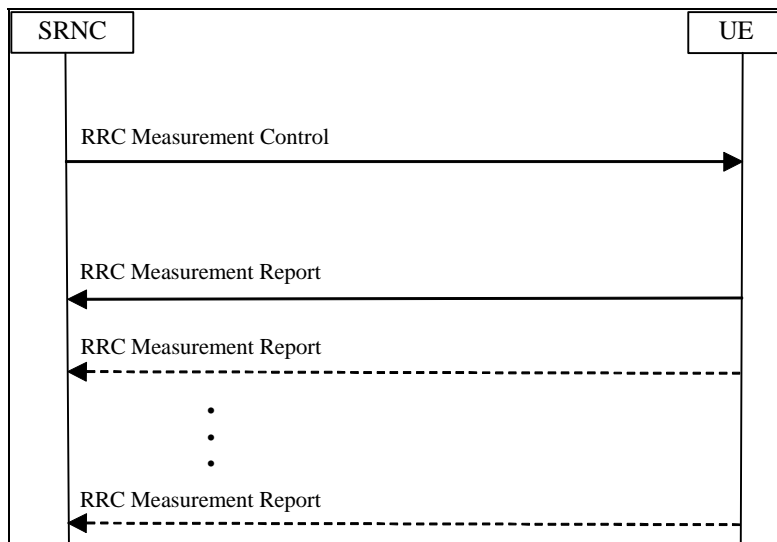 SRNC
UE
RRC Measurement Control
RRC Measurement Report
RRC Measurement Report
RRC Measurement Report